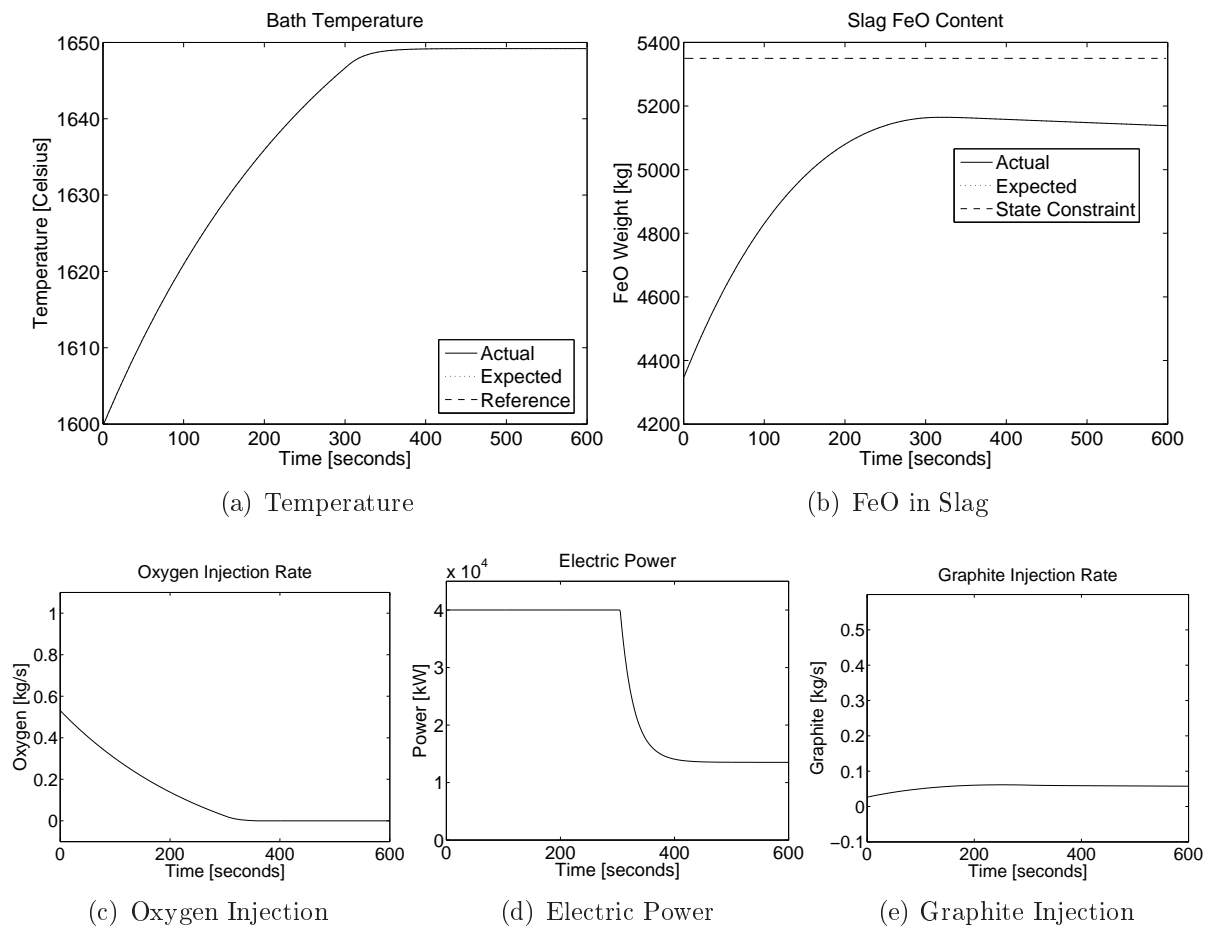 Bath Temperature
1650
1640
1630
1620
1610
1600
Temperature [Celsius]
Actual
Expected
Reference
0 100 200 300 400 500 600
Time [seconds]
(a) Temperature
Slag FeO Content
5400
5200
5000
4800
4600
4400
4200
FeO Weight [kg]
Actual
Expected
State Constraint
0 100 200 300 400 500 600
Time [seconds]
(b) FeO in Slag
Oxygen Injection Rate
1
0.8
0.6
0.4
0.2
0
Oxygen [kg/s]
0 200 400 600
Time [seconds]
(c) Oxygen Injection
Electric Power
x 10^4
4
3
2
1
0
Power [kW]
0 200 400 600
Time [seconds]
(d) Electric Power
Graphite Injection Rate
0.5
0.4
0.3
0.2
0.1
0
−0.1
Graphite [kg/s]
0 200 400 600
Time [seconds]
(e) Graphite Injection